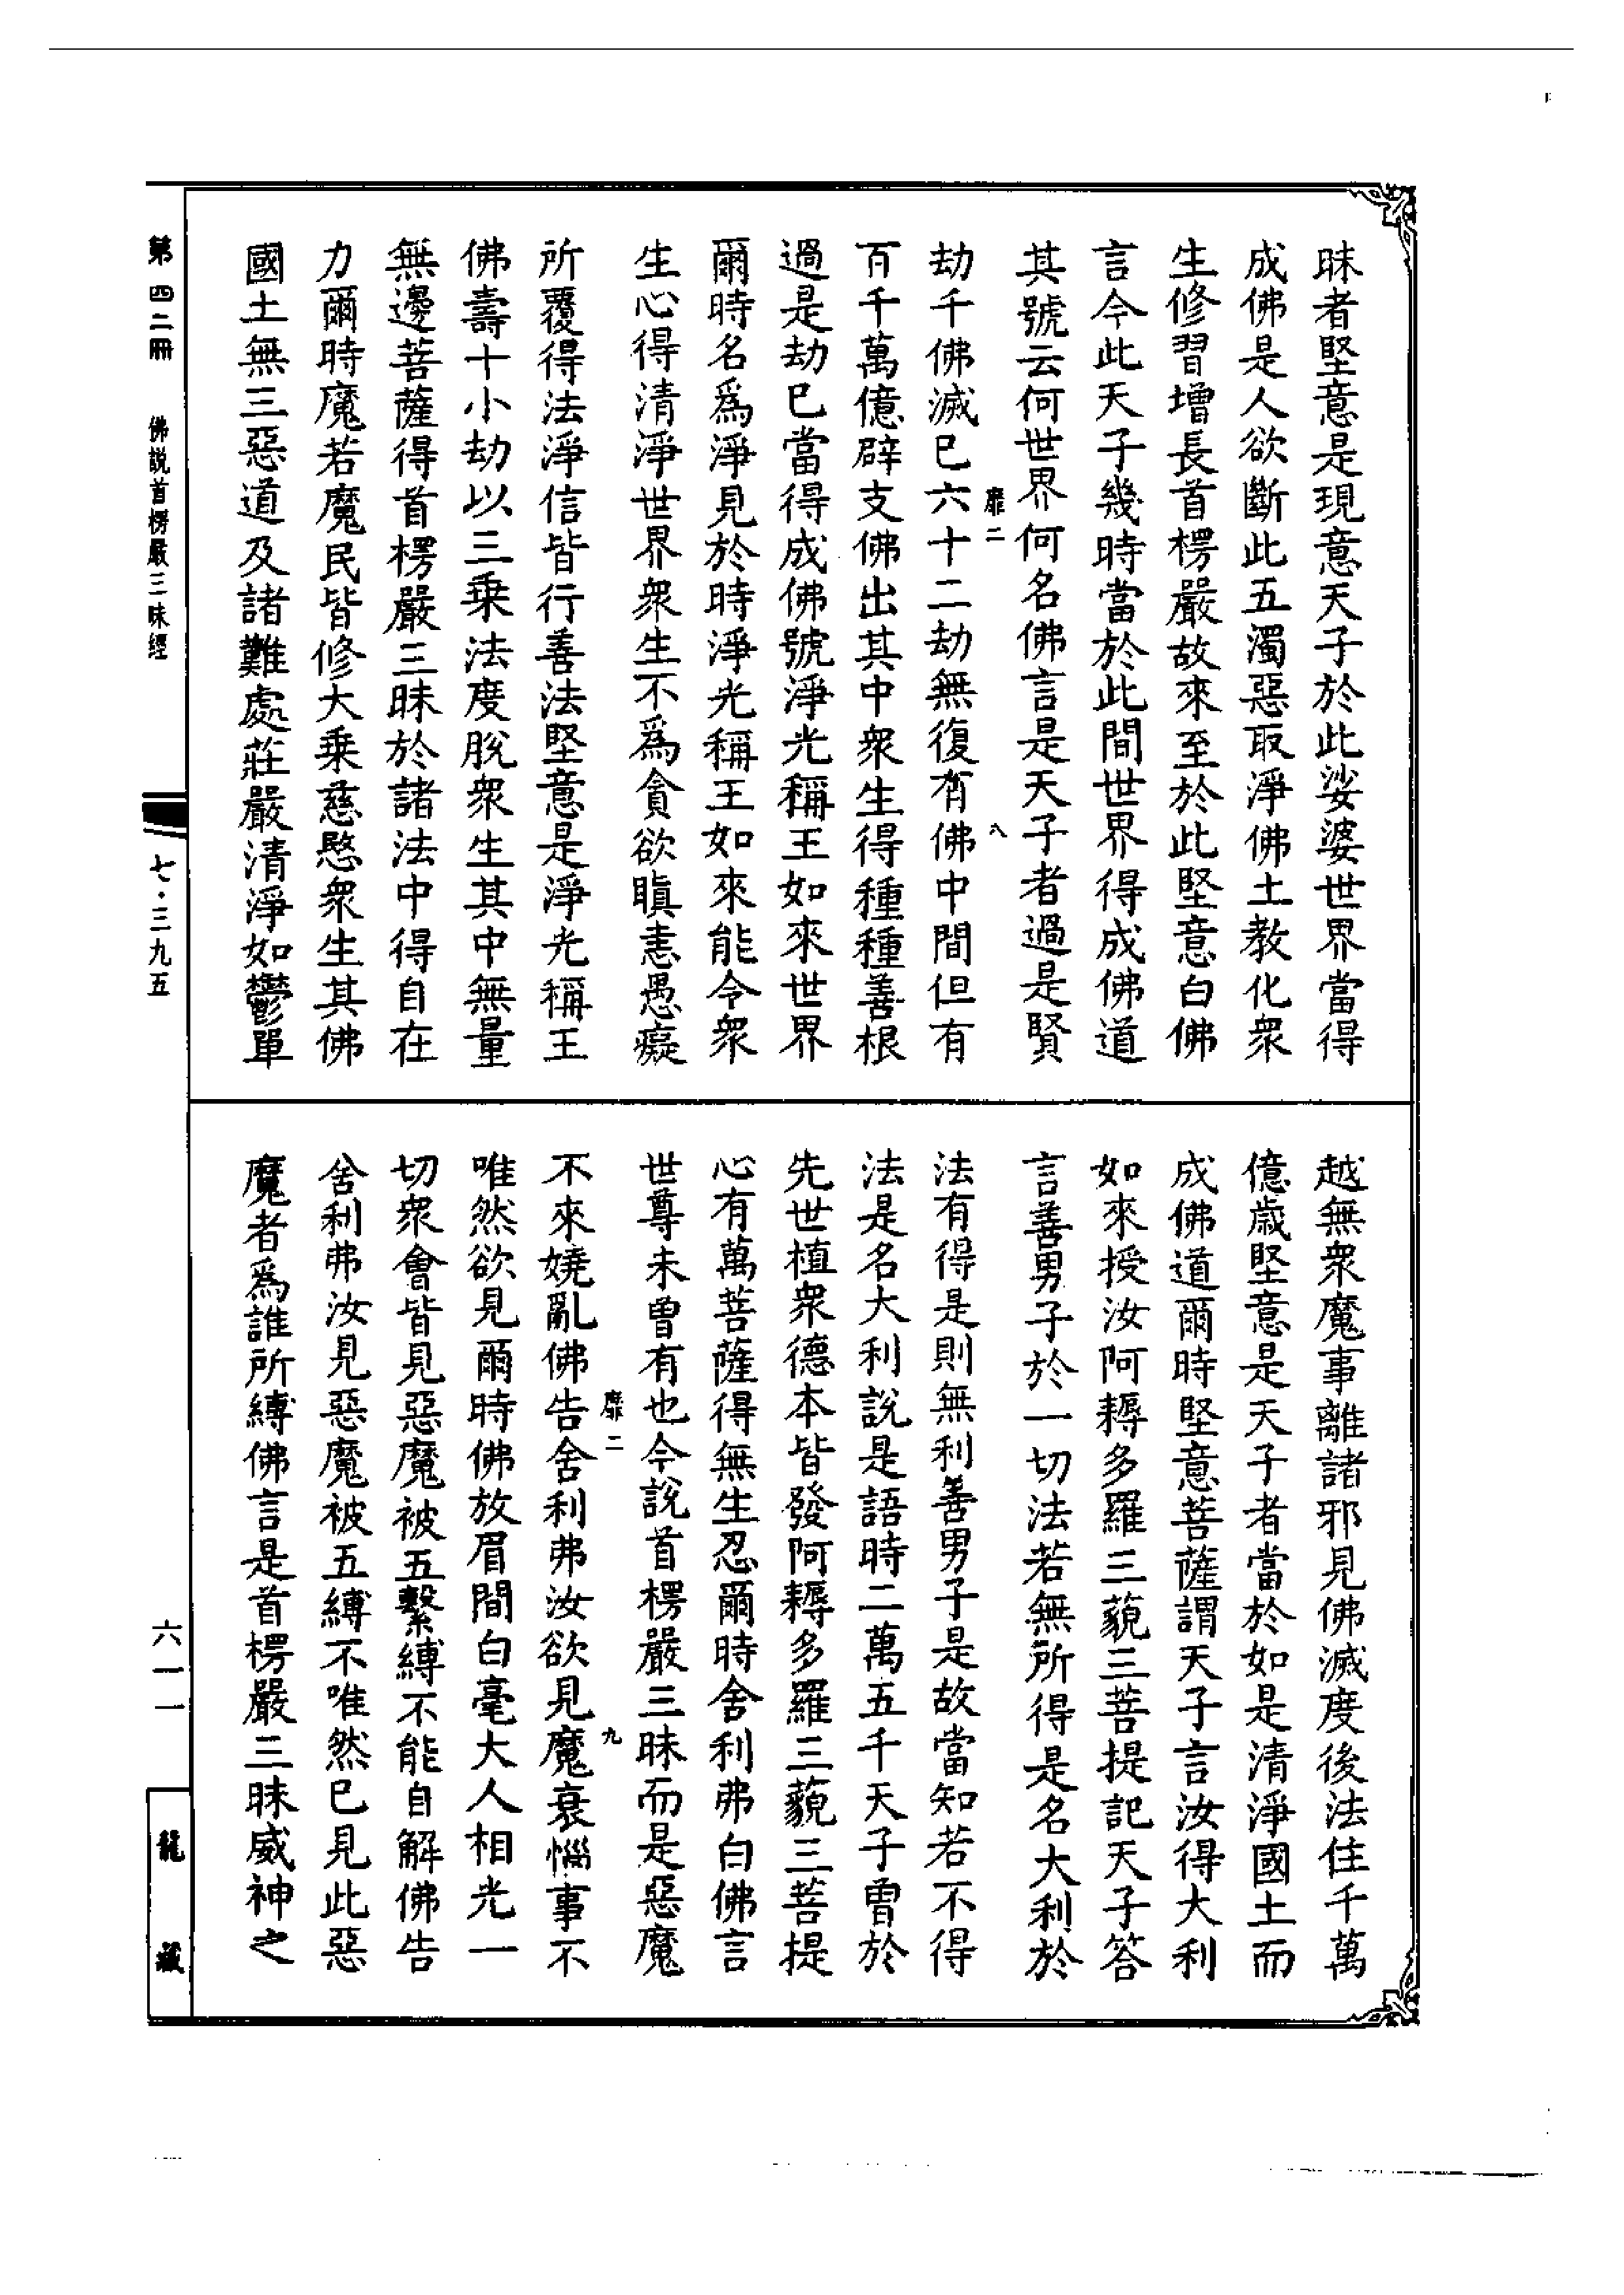 昧者堅意是現意天子於此娑婆世界當得
成佛是人欲斷此五濁惡取淨佛土教化衆
生修習增長首楞嚴故來至於此堅意白佛
言今此天子幾時當於此間世界得成佛道
其號云何世界何名佛言是天子者過是賢
劫千佛滅已六十二劫無復有佛中間但有
靡二
八
百千萬億辟支佛出其中衆生得種種善根
過是劫已當得成佛號淨光稱王如來世界
爾時名爲淨見於時淨光稱王如來能令衆
生心得清淨世界衆生不爲貪欲瞋恚愚癡
所覆得法淨信皆行善法堅意是淨光稱王
佛壽十小劫以三乘法度脫衆生其中無量
無邊菩薩得首楞嚴三昧於諸法中得自在
力爾時魔若魔民皆修大乘慈愍衆生其佛
國土無三惡道及諸難處莊嚴清淨如鬱單
越無衆魔事離諸邪見佛滅度後法住千萬
億歲堅意是天子者當於如是清淨國土而
成佛道爾時堅意菩薩謂天子言汝得大利
如來授汝阿耨多羅三藐三菩提記天子答
言善男子於一切法若無所得是名大利於
法有得是則無利善男子是故當知若不得
法是名大利說是語時二萬五千天子曾於
先世植衆德本皆發阿耨多羅三藐三菩提
心有萬菩薩得無生忍爾時舍利弗白佛言
世尊未曾有也今說首楞嚴三昧而是惡魔
不來嬈亂佛告舍利弗汝欲見魔衰惱事不
靡二
九
唯然欲見爾時佛放眉間白毫大人相光一
切衆會皆見惡魔被五繫縛不能自解佛告
舍利弗汝見惡魔被五縛不唯然已見此惡
魔者爲誰所縛佛言是首楞嚴三昧威神之
第四二冊 佛說首楞嚴三昧經
七·三九五
六一一
龍藏